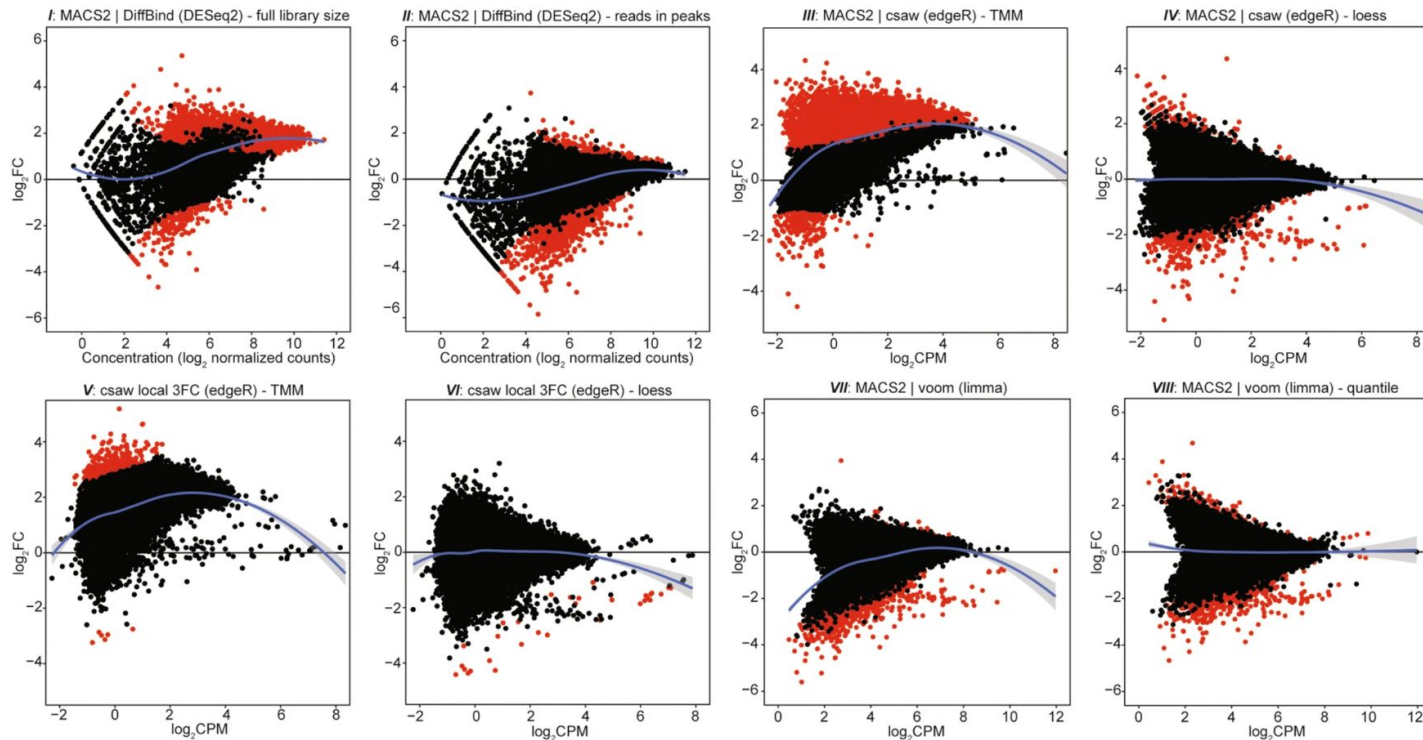 I: MACS2 | DiffBind (DESeq2) - full library size
II: MACS2 | DiffBind (DESeq2) - reads in peaks
III: MACS2 | csaw (edgeR) - TMM
IV: MACS2 | csaw (edgeR) - loess
log2FC
6
4
2
0
−2
−4
−6
0 2 4 6 8 10 12
Concentration (log2 normalized counts)
log2FC
6
4
2
0
−2
−4
−6
0 2 4 6 8 10 12
Concentration (log2 normalized counts)
log2FC
4
2
0
−2
−4
−2 0 2 4 6 8
log2CPM
log2FC
4
2
0
−2
−4
−2 0 2 4 6 8
log2CPM
V: csaw local 3FC (edgeR) - TMM
VI: csaw local 3FC (edgeR) - loess
VII: MACS2 | voom (limma)
VIII: MACS2 | voom (limma) - quantile
log2FC
4
2
0
−2
−4
−2 0 2 4 6 8
log2CPM
log2FC
4
2
0
−2
−4
−2 0 2 4 6 8
log2CPM
log2FC
6
4
2
0
−2
−4
−6
0 2 4 6 8 10 12
log2CPM
log2FC
6
4
2
0
−2
−4
−6
0 2 4 6 8 10 12
log2CPM